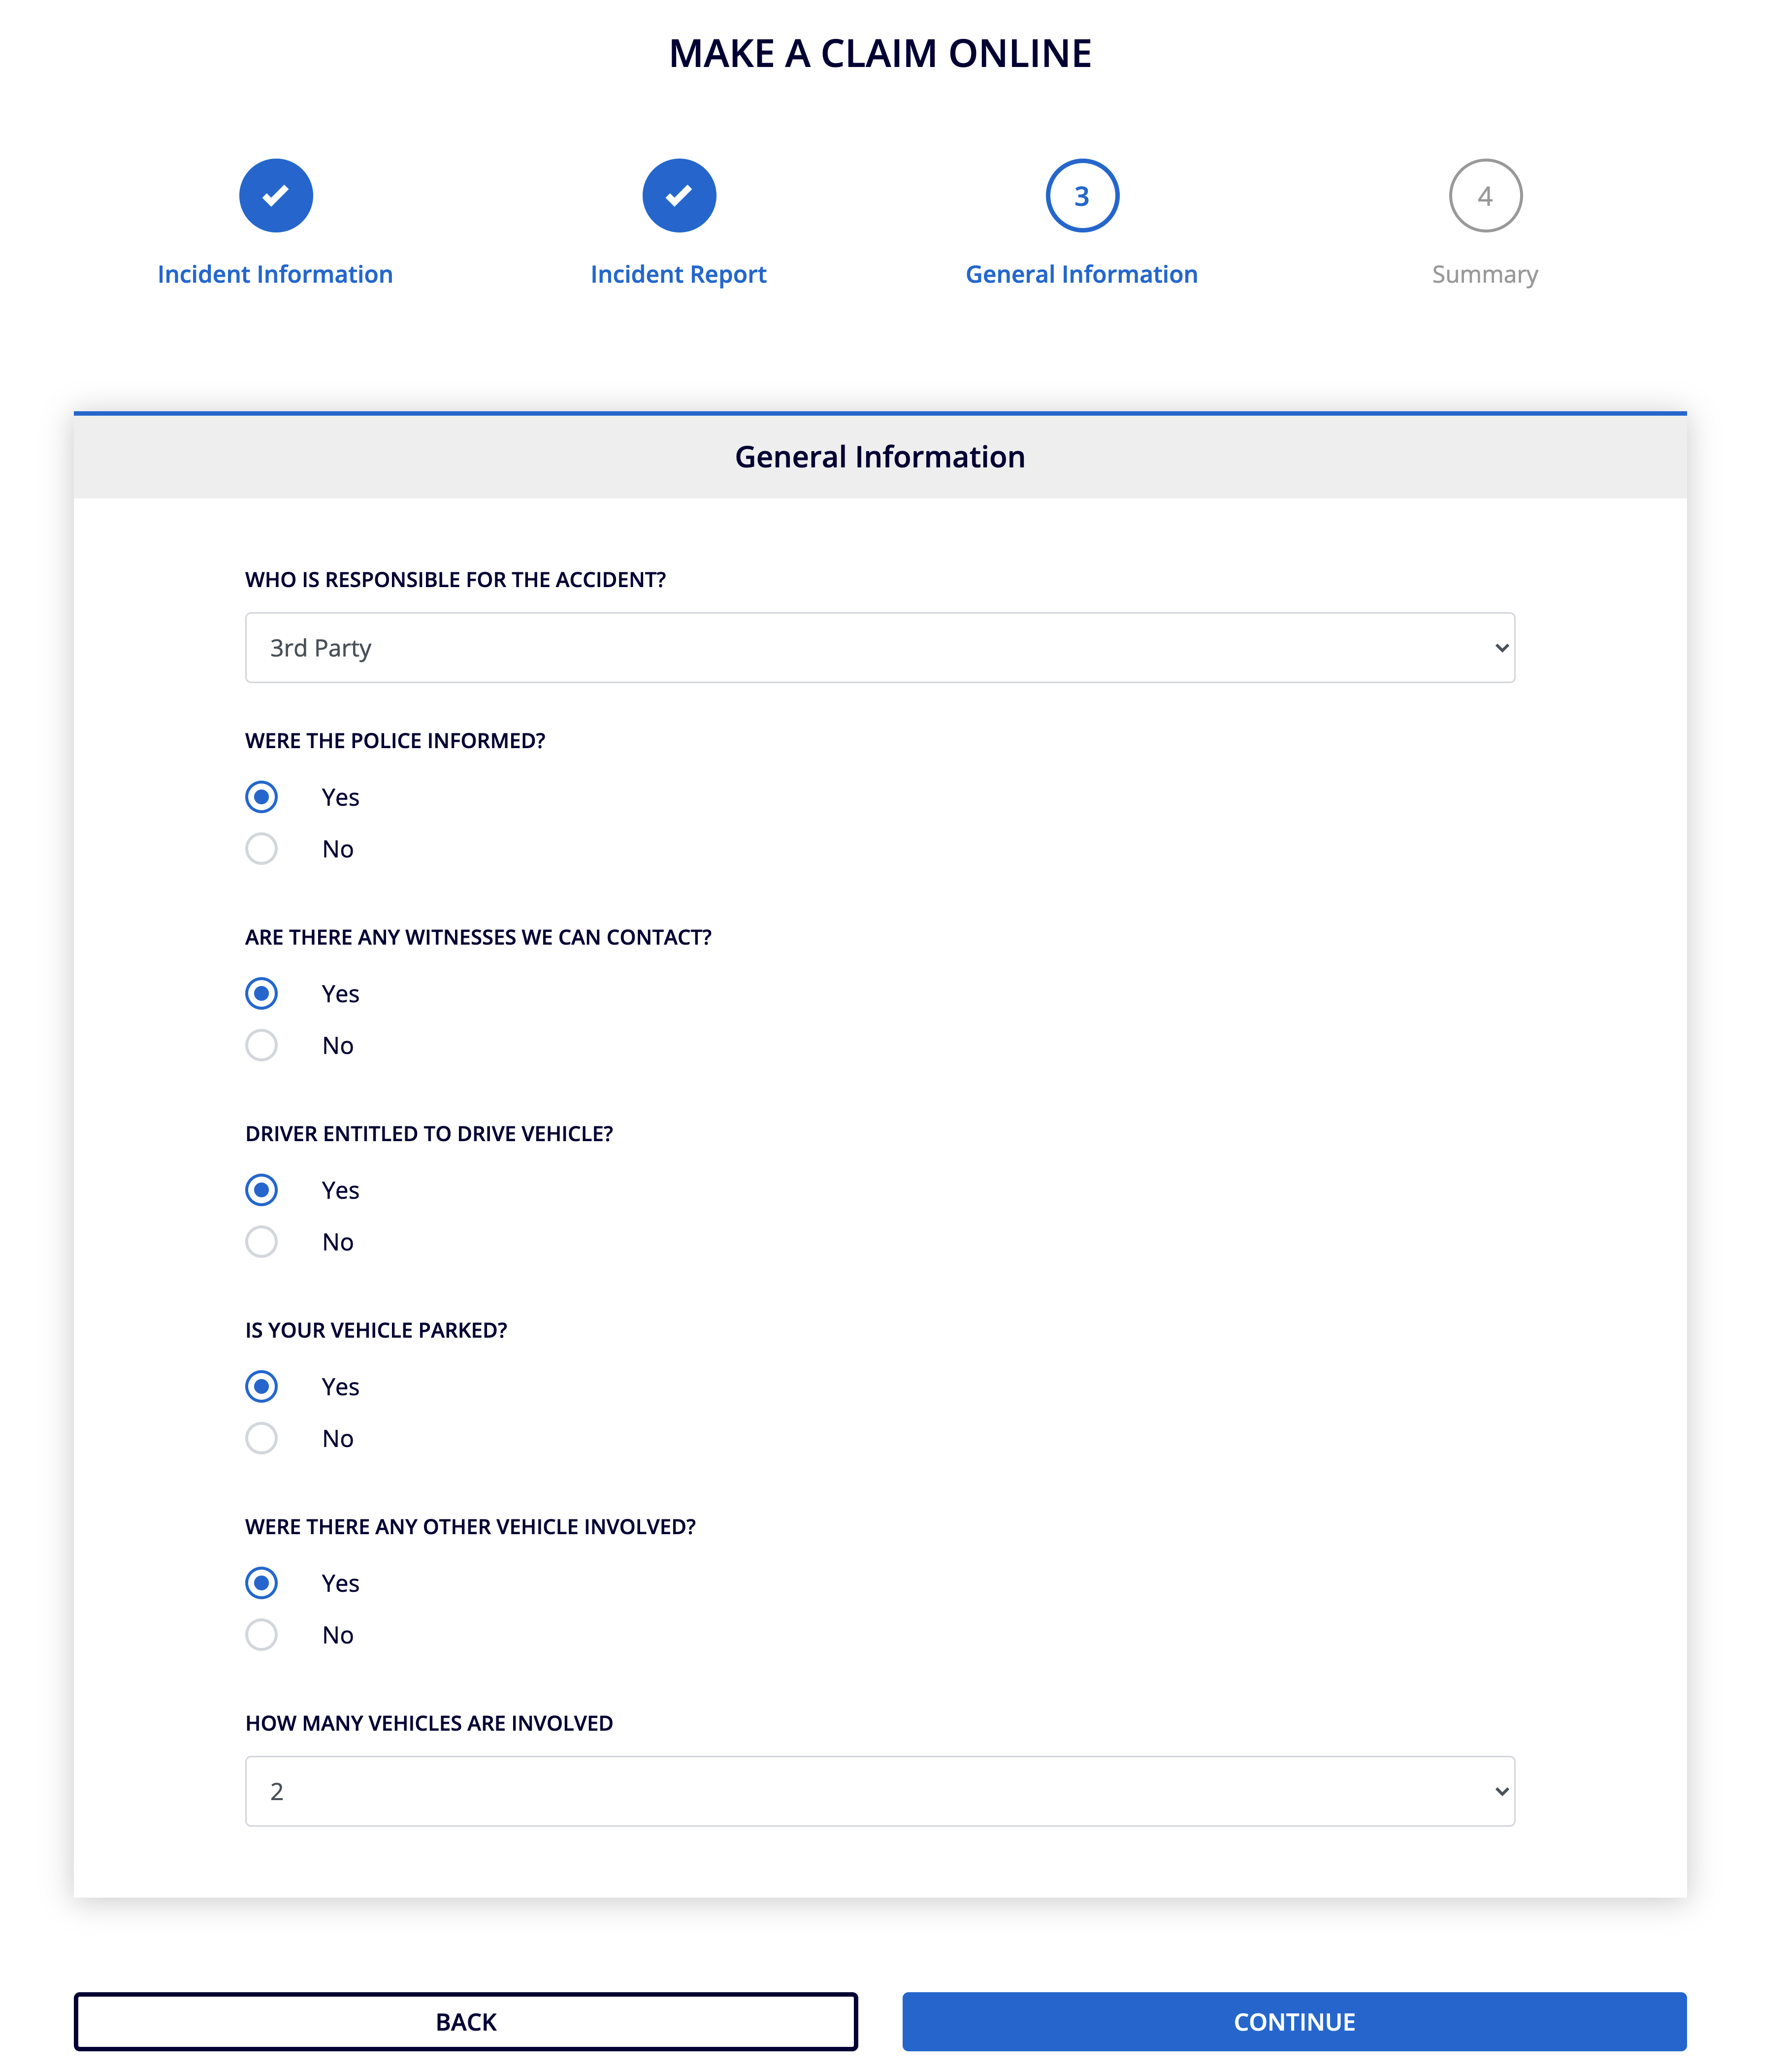 MAKE A CLAIM ONLINE
3
4
Incident Information
Incident Report
General Information
Summary
General Information
WHO IS RESPONSIBLE FOR THE ACCIDENT?
3rd Party
WERE THE POLICE INFORMED?
Yes
No
ARE THERE ANY WITNESSES WE CAN CONTACT?
Yes
No
DRIVER ENTITLED TO DRIVE VEHICLE?
Yes
No
IS YOUR VEHICLE PARKED?
Yes
No
WERE THERE ANY OTHER VEHICLE INVOLVED?
Yes
No
HOW MANY VEHICLES ARE INVOLVED
2
BACK
CONTINUE